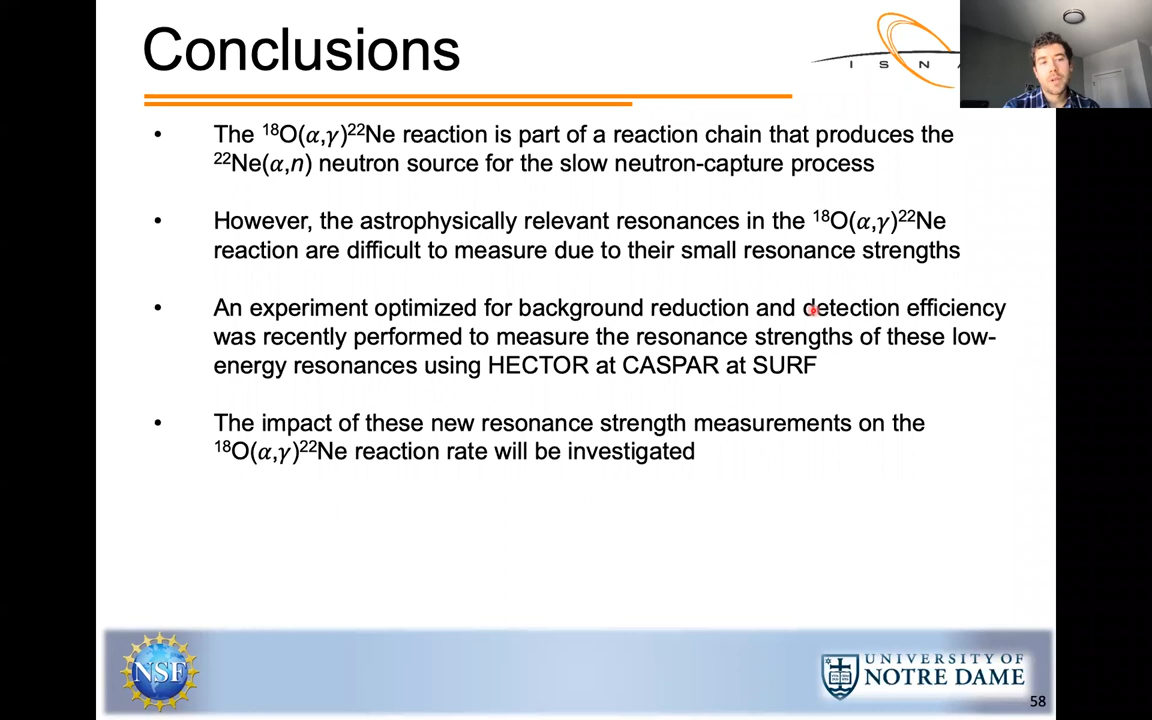 Conclusions
I S N
• The ¹⁸O(𝛼,𝛾)²²Ne reaction is part of a reaction chain that produces the
²²Ne(𝛼,𝑛) neutron source for the slow neutron-capture process
• However, the astrophysically relevant resonances in the ¹⁸O(𝛼,𝛾)²²Ne
reaction are difficult to measure due to their small resonance strengths
• An experiment optimized for background reduction and detection efficiency
was recently performed to measure the resonance strengths of these low-
energy resonances using HECTOR at CASPAR at SURF
• The impact of these new resonance strength measurements on the
¹⁸O(𝛼,𝛾)²²Ne reaction rate will be investigated
NSF
UNIVERSITY OF
NOTRE DAME
58